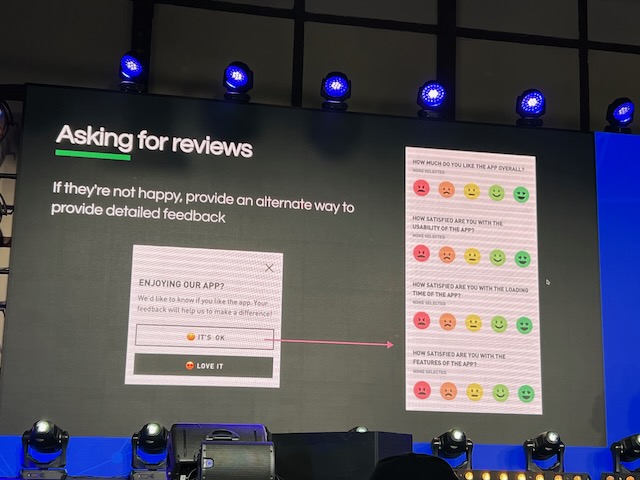 Asking for reviews
If they're not happy, provide an alternate way to
provide detailed feedback
ENJOYING OUR APP?
We'd like to know if you like the app. Your
feedback will help us to make a difference!
IT'S OK
LOVE IT
HOW MUCH DO YOU LIKE THE APP OVERALL?
NONE SELECTED
HOW SATISFIED ARE YOU WITH THE
USABILITY OF THE APP?
NONE SELECTED
HOW SATISFIED ARE YOU WITH THE LOADING
TIME OF THE APP?
NONE SELECTED
HOW SATISFIED ARE YOU WITH THE
FEATURES OF THE APP?
NONE SELECTED